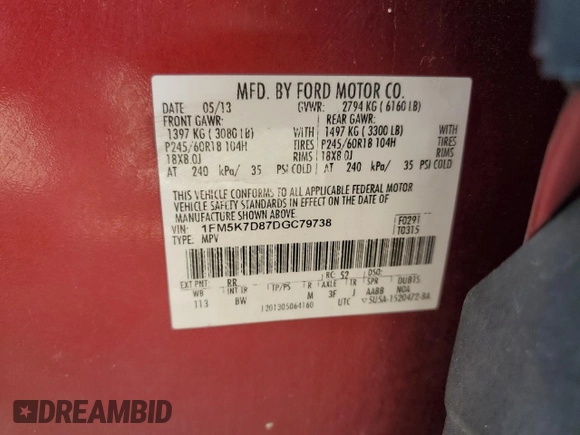 MFD. BY FORD MOTOR CO.
DATE 05/13 GVWR: 2794 KG ( 6160 LB)
FRONT GAWR: REAR GAWR:
1397 KG ( 3080 LB) WITH 1497 KG ( 3300 LB) WITH
P245/60R18 104H TIRES P245/60R18 104H TIRES
18X8.0J RIMS 18X8.0J RIMS
AT 240 kPa/ 35 PSI COLD AT 240 kPa/ 35 PSI COLD
THIS VEHICLE CONFORMS TO ALL APPLICABLE FEDERAL MOTOR
VEHICLE SAFETY STANDARDS IN EFFECT ON THE DATE OF
MANUFACTURE SHOWN ABOVE.
VIN: 1FM5K7D87DGC79738 F0291
TYPE: MPV T0315
EXT PNT: RR RC: 52 DSO:
WB INT TR TP/PS R AXLE TR SPR DUBTS
113 BW M 3F J AABB NOA
1201305064160 UTC 5USA-1520472-BA
DREAMBID